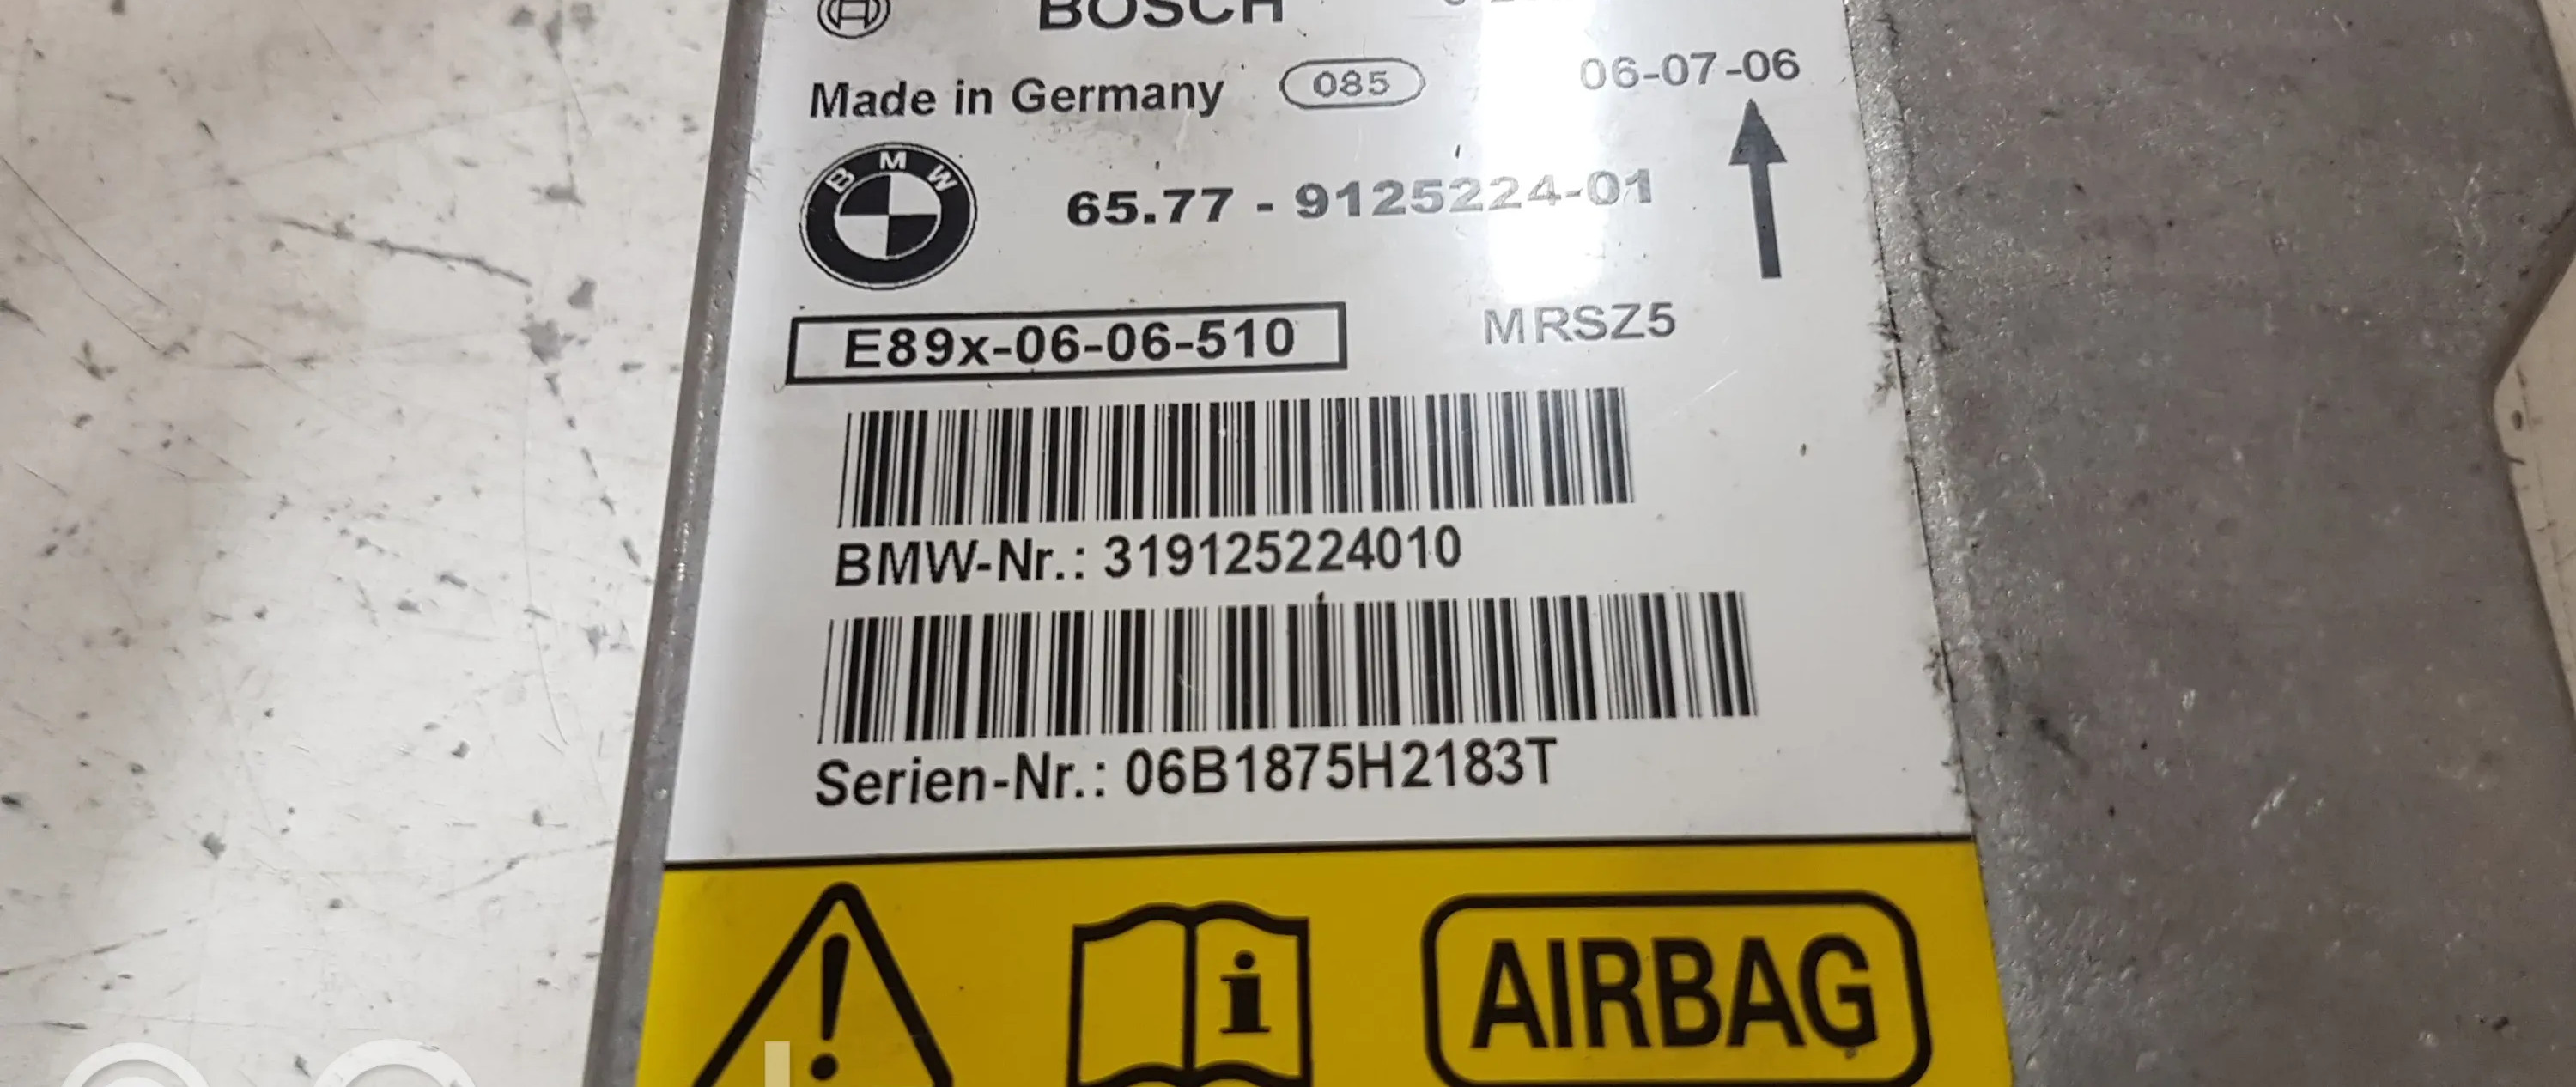 BOSCH
Made in Germany 085 06-07-06
BMW 65.77 - 9125224-01
E89x-06-06-510 MRSZ5
BMW-Nr.: 319125224010
Serien-Nr.: 06B1875H2183T
AIRBAG